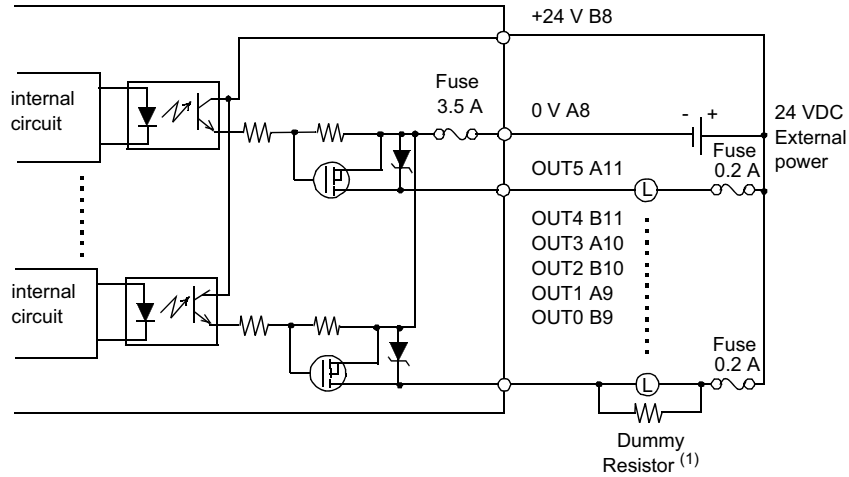 +24 V B8
internal
circuit
Fuse
3.5 A
0 V A8
- +
24 VDC
External
power
Fuse
0.2 A
OUT5 A11
L
OUT4 B11
OUT3 A10
OUT2 B10
OUT1 A9
OUT0 B9
internal
circuit
Fuse
0.2 A
L
Dummy
Resistor (1)